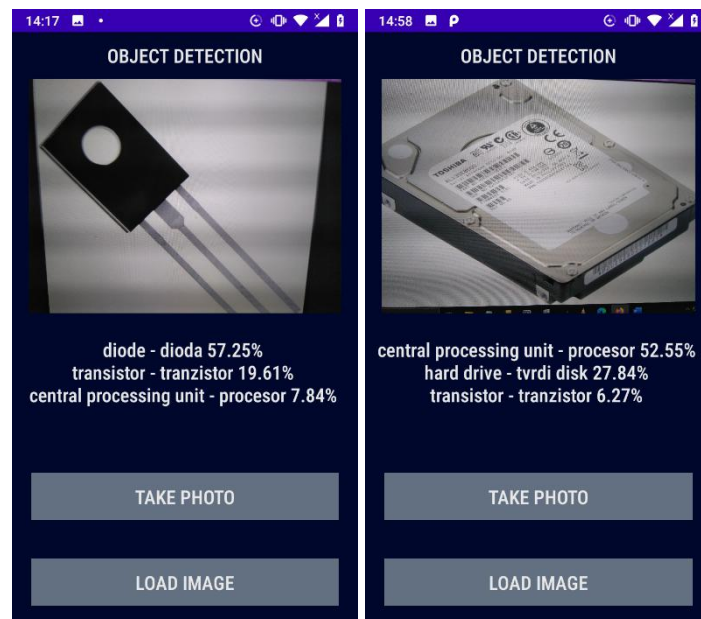 14:17
OBJECT DETECTION
diode - dioda 57.25%
transistor - tranzistor 19.61%
central processing unit - procesor 7.84%
TAKE PHOTO
LOAD IMAGE
14:58
OBJECT DETECTION
TOSHIBA
central processing unit - procesor 52.55%
hard drive - tvrdi disk 27.84%
transistor - tranzistor 6.27%
TAKE PHOTO
LOAD IMAGE